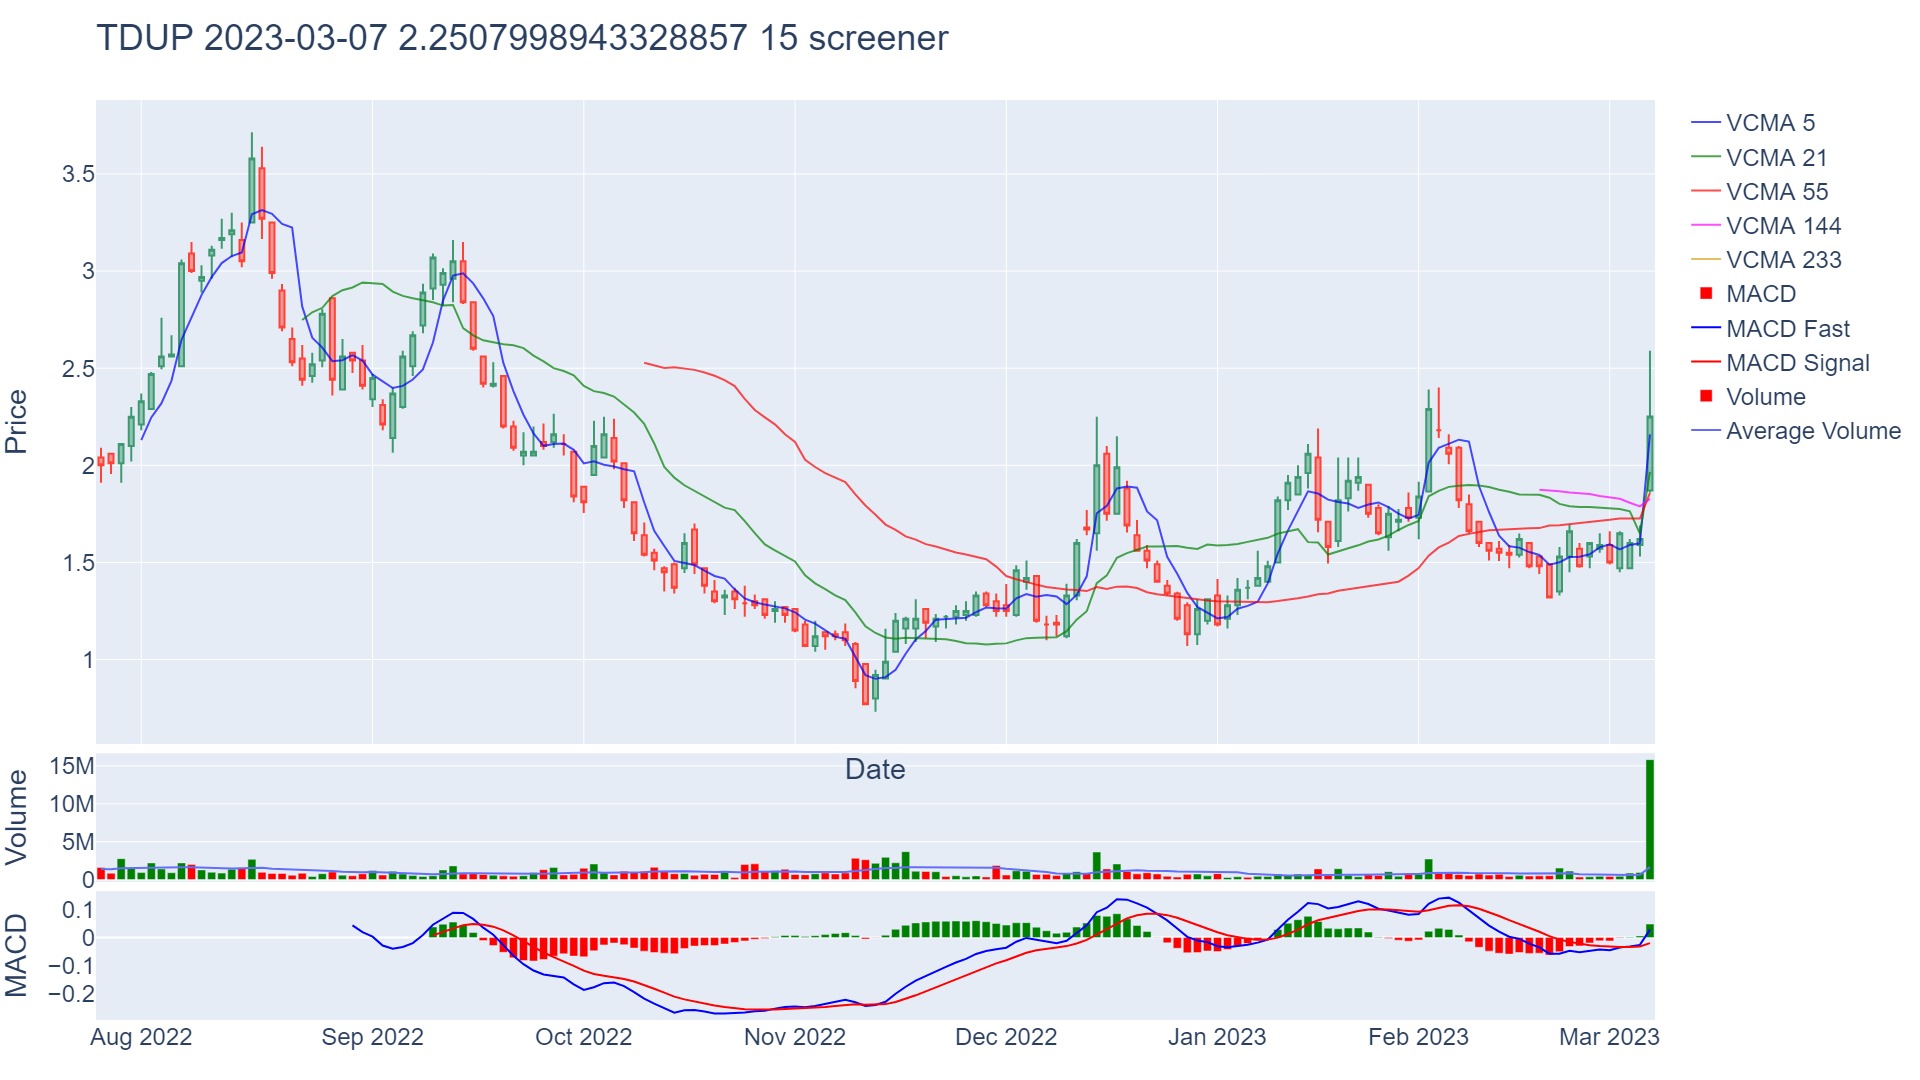 TDUP 2023-03-07 2.2507998943328857 15 screener
VCMA 5
VCMA 21
VCMA 55
VCMA 144
VCMA 233
MACD
MACD Fast
MACD Signal
Volume
Average Volume
Price
3.5
3
2.5
2
1.5
1
Date
Volume
15M
10M
5M
0
MACD
0.1
0
−0.1
−0.2
Aug 2022
Sep 2022
Oct 2022
Nov 2022
Dec 2022
Jan 2023
Feb 2023
Mar 2023